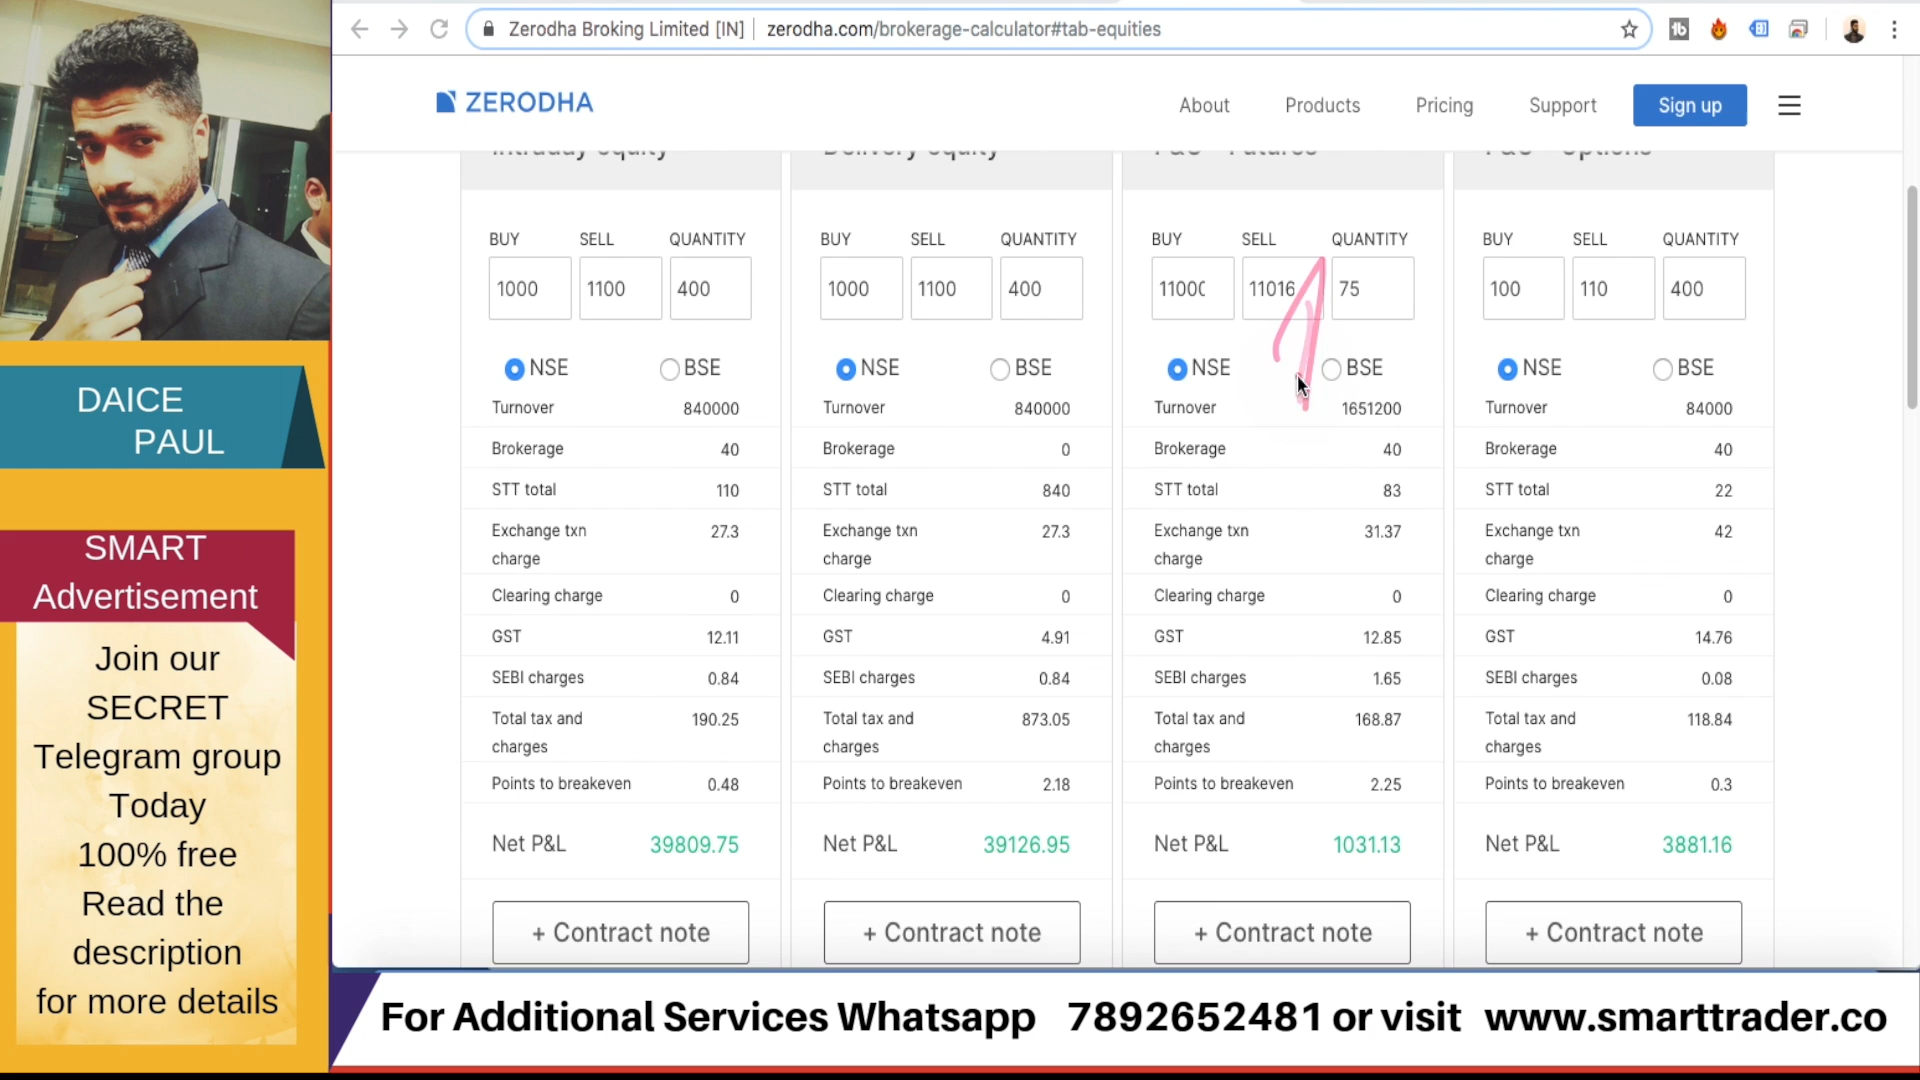 Zerodha Broking Limited [IN] zerodha.com/brokerage-calculator#tab-equities
ZERODHA
About Products Pricing Support Sign up
Intraday equity Delivery equity F&O - Futures F&O - Options
BUY SELL QUANTITY BUY SELL QUANTITY BUY SELL QUANTITY BUY SELL QUANTITY
1000 1100 400 1000 1100 400 11000 11016 75 100 110 400
NSE BSE NSE BSE NSE BSE NSE BSE
Turnover 840000 Turnover 840000 Turnover 1651200 Turnover 84000
Brokerage 40 Brokerage 0 Brokerage 40 Brokerage 40
STT total 110 STT total 840 STT total 83 STT total 22
Exchange txn 27.3 Exchange txn 27.3 Exchange txn 31.37 Exchange txn 42
charge charge charge charge
Clearing charge 0 Clearing charge 0 Clearing charge 0 Clearing charge 0
GST 12.11 GST 4.91 GST 12.85 GST 14.76
SEBI charges 0.84 SEBI charges 0.84 SEBI charges 1.65 SEBI charges 0.08
Total tax and 190.25 Total tax and 873.05 Total tax and 168.87 Total tax and 118.84
charges charges charges charges
Points to breakeven 0.48 Points to breakeven 2.18 Points to breakeven 2.25 Points to breakeven 0.3
Net P&L 39809.75 Net P&L 39126.95 Net P&L 1031.13 Net P&L 3881.16
+ Contract note + Contract note + Contract note + Contract note
DAICE
PAUL
SMART
Advertisement
Join our
SECRET
Telegram group
Today
100% free
Read the
description
for more details
For Additional Services Whatsapp 7892652481 or visit www.smarttrader.co